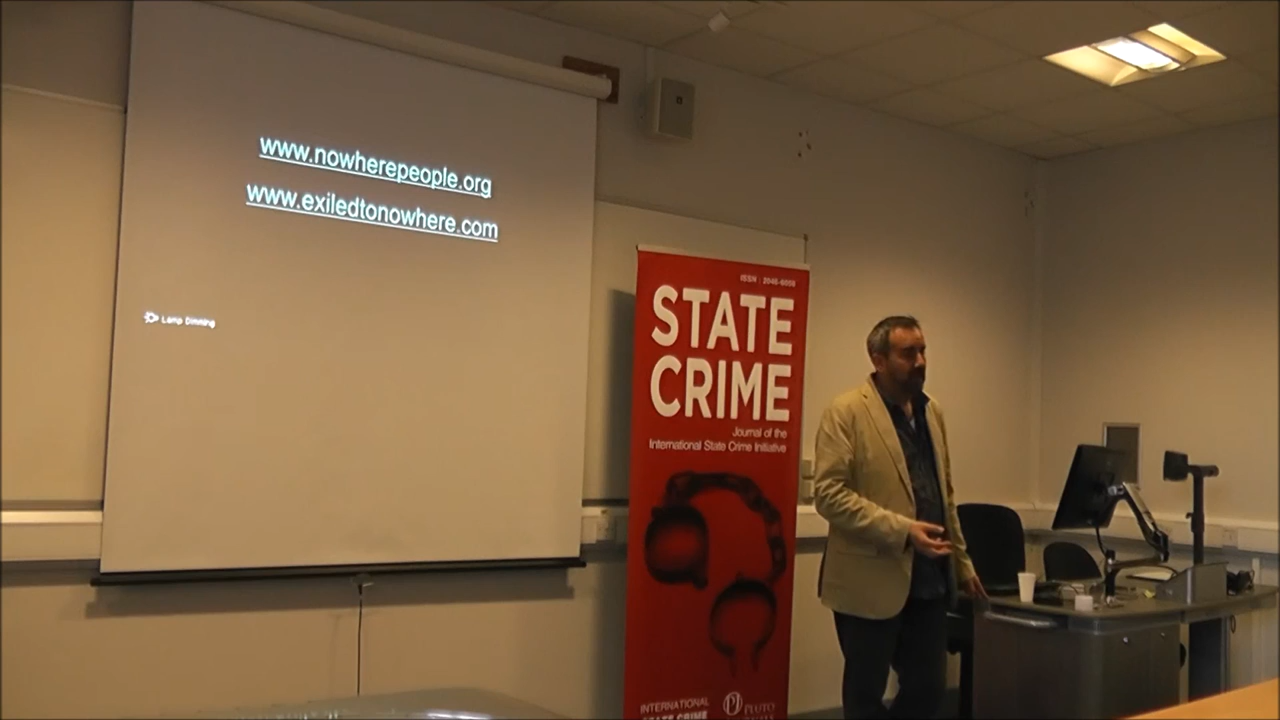 www.nowherepeople.org
www.exiledtonowhere.com
Lamp Dimming
ISSN : 2046-6056
STATE
CRIME
Journal of the
International State Crime Initiative
INTERNATIONAL
STATE CRIME
PLUTO